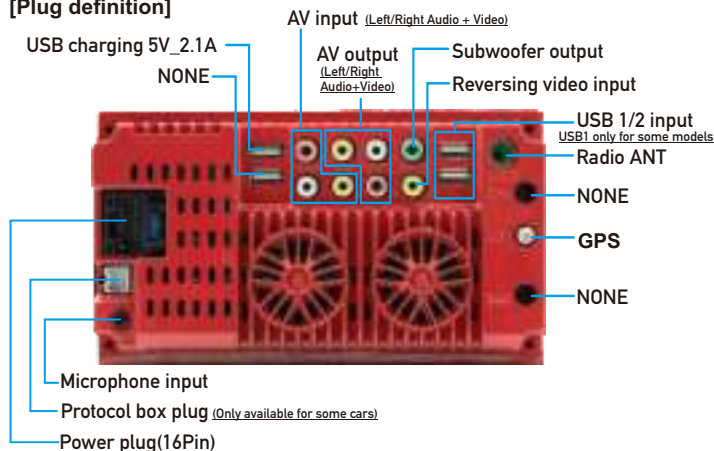 [Plug definition]
AV input (Left/Right Audio + Video)
USB charging 5V_2.1A
AV output
(Left/Right
Audio+Video)
Subwoofer output
NONE
Reversing video input
USB 1/2 input
USB1 only for some models
Radio ANT
NONE
GPS
NONE
Microphone input
Protocol box plug (Only available for some cars)
Power plug(16Pin)